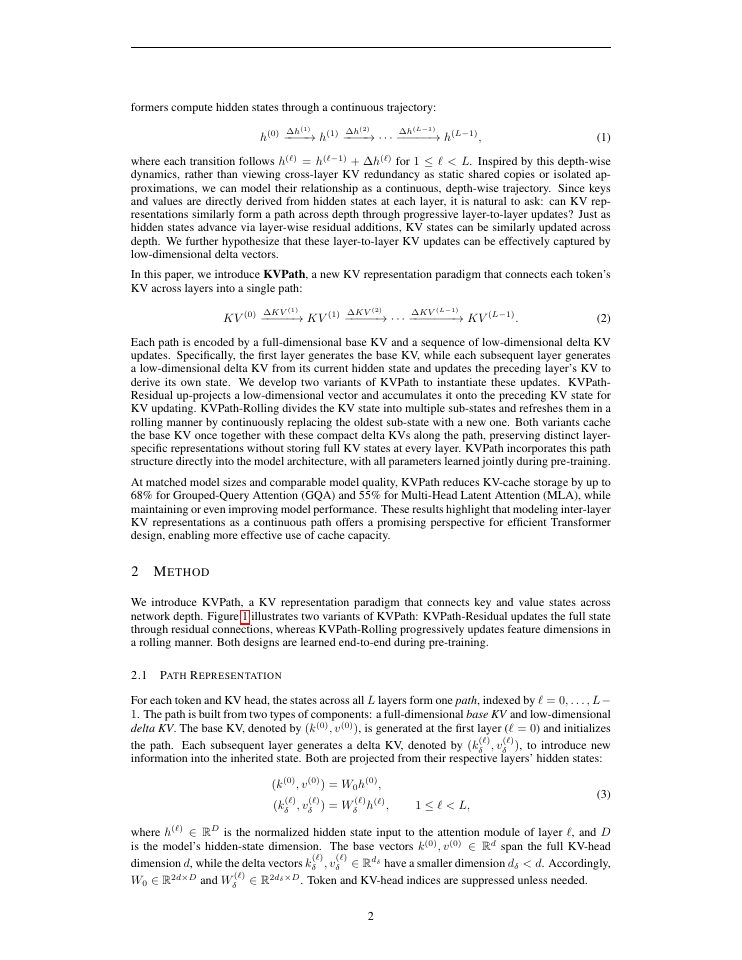 formers compute hidden states through a continuous trajectory:
h^{(0)} \xrightarrow{\Delta h^{(1)}} h^{(1)} \xrightarrow{\Delta h^{(2)}} \cdots \xrightarrow{\Delta h^{(L-1)}} h^{(L-1)}, (1)
where each transition follows h^{(ℓ)} = h^{(ℓ−1)} + Δh^{(ℓ)} for 1 ≤ ℓ < L. Inspired by this depth-wise
dynamics, rather than viewing cross-layer KV redundancy as static shared copies or isolated ap-
proximations, we can model their relationship as a continuous, depth-wise trajectory. Since keys
and values are directly derived from hidden states at each layer, it is natural to ask: can KV rep-
resentations similarly form a path across depth through progressive layer-to-layer updates? Just as
hidden states advance via layer-wise residual additions, KV states can be similarly updated across
depth. We further hypothesize that these layer-to-layer KV updates can be effectively captured by
low-dimensional delta vectors.
In this paper, we introduce KVPath, a new KV representation paradigm that connects each token's
KV across layers into a single path:
KV^{(0)} \xrightarrow{\Delta KV^{(1)}} KV^{(1)} \xrightarrow{\Delta KV^{(2)}} \cdots \xrightarrow{\Delta KV^{(L-1)}} KV^{(L-1)}. (2)
Each path is encoded by a full-dimensional base KV and a sequence of low-dimensional delta KV
updates. Specifically, the first layer generates the base KV, while each subsequent layer generates
a low-dimensional delta KV from its current hidden state and updates the preceding layer's KV to
derive its own state. We develop two variants of KVPath to instantiate these updates. KVPath-
Residual up-projects a low-dimensional vector and accumulates it onto the preceding KV state for
KV updating. KVPath-Rolling divides the KV state into multiple sub-states and refreshes them in a
rolling manner by continuously replacing the oldest sub-state with a new one. Both variants cache
the base KV once together with these compact delta KVs along the path, preserving distinct layer-
specific representations without storing full KV states at every layer. KVPath incorporates this path
structure directly into the model architecture, with all parameters learned jointly during pre-training.
At matched model sizes and comparable model quality, KVPath reduces KV-cache storage by up to
68% for Grouped-Query Attention (GQA) and 55% for Multi-Head Latent Attention (MLA), while
maintaining or even improving model performance. These results highlight that modeling inter-layer
KV representations as a continuous path offers a promising perspective for efficient Transformer
design, enabling more effective use of cache capacity.
2 METHOD
We introduce KVPath, a KV representation paradigm that connects key and value states across
network depth. Figure 1 illustrates two variants of KVPath: KVPath-Residual updates the full state
through residual connections, whereas KVPath-Rolling progressively updates feature dimensions in
a rolling manner. Both designs are learned end-to-end during pre-training.
2.1 PATH REPRESENTATION
For each token and KV head, the states across all L layers form one path, indexed by ℓ = 0, . . . , L −
1. The path is built from two types of components: a full-dimensional base KV and low-dimensional
delta KV. The base KV, denoted by (k^{(0)}, v^{(0)}), is generated at the first layer (ℓ = 0) and initializes
the path. Each subsequent layer generates a delta KV, denoted by (k_δ^{(ℓ)}, v_δ^{(ℓ)}), to introduce new
information into the inherited state. Both are projected from their respective layers' hidden states:
(k^{(0)}, v^{(0)}) = W_0 h^{(0)},
(k_δ^{(ℓ)}, v_δ^{(ℓ)}) = W_δ^{(ℓ)} h^{(ℓ)}, 1 ≤ ℓ < L, (3)
where h^{(ℓ)} ∈ ℝ^D is the normalized hidden state input to the attention module of layer ℓ, and D
is the model's hidden-state dimension. The base vectors k^{(0)}, v^{(0)} ∈ ℝ^d span the full KV-head
dimension d, while the delta vectors k_δ^{(ℓ)}, v_δ^{(ℓ)} ∈ ℝ^{d_δ} have a smaller dimension d_δ < d. Accordingly,
W_0 ∈ ℝ^{2d×D} and W_δ^{(ℓ)} ∈ ℝ^{2d_δ×D}. Token and KV-head indices are suppressed unless needed.
2